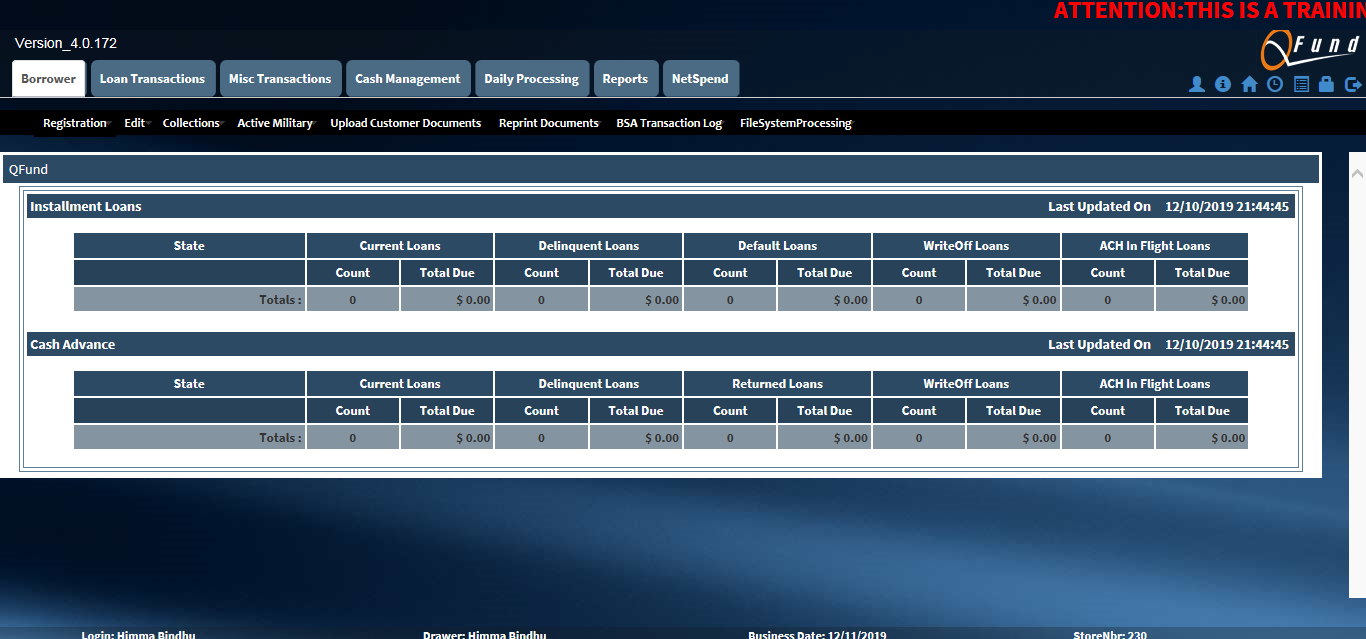 ATTENTION:THIS IS A
Version_4.0.172
QFund
Borrower Loan Transactions Misc Transactions Cash Management Daily Processing Reports NetSpend
Registration Edit Collections Active Military Upload Customer Documents Reprint Documents BSA Transaction Log FileSystemProcessing
QFund
Installment Loans Last Updated On 12/10/2019 21:44:45
State Current Loans Delinquent Loans Default Loans WriteOff Loans ACH In Flight Loans
Count Total Due Count Total Due Count Total Due Count Total Due Count Total Due
Totals : 0 $ 0.00 0 $ 0.00 0 $ 0.00 0 $ 0.00 0 $ 0.00
Cash Advance Last Updated On 12/10/2019 21:44:45
State Current Loans Delinquent Loans Returned Loans WriteOff Loans ACH In Flight Loans
Count Total Due Count Total Due Count Total Due Count Total Due Count Total Due
Totals : 0 $ 0.00 0 $ 0.00 0 $ 0.00 0 $ 0.00 0 $ 0.00
Login: Himma Bindhu Drawer: Himma Bindhu Business Date: 12/11/2019 StoreNbr: 230